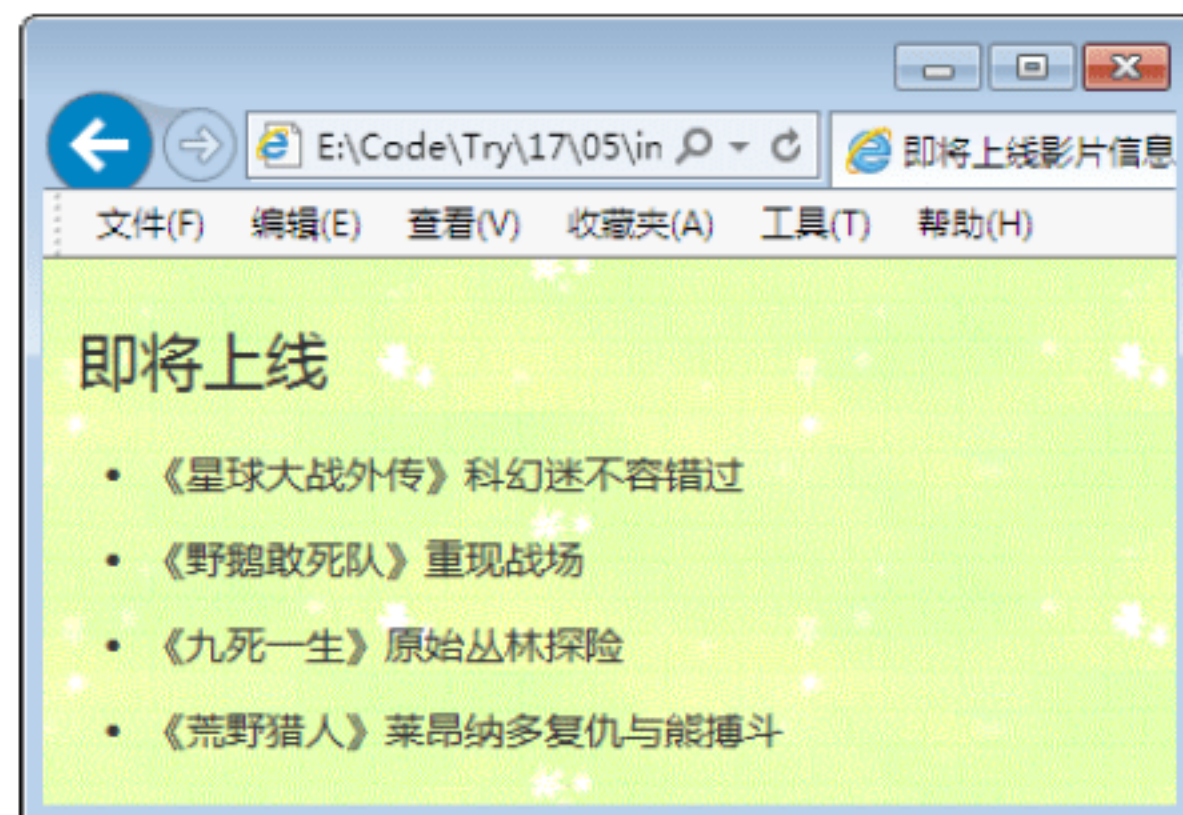 E:\Code\Try\17\05\in
即将上线影片信息
文件(F) 编辑(E) 查看(V) 收藏夹(A) 工具(T) 帮助(H)
即将上线
• 《星球大战外传》科幻迷不容错过
• 《野鹅敢死队》重现战场
• 《九死一生》原始丛林探险
• 《荒野猎人》莱昂纳多复仇与熊搏斗